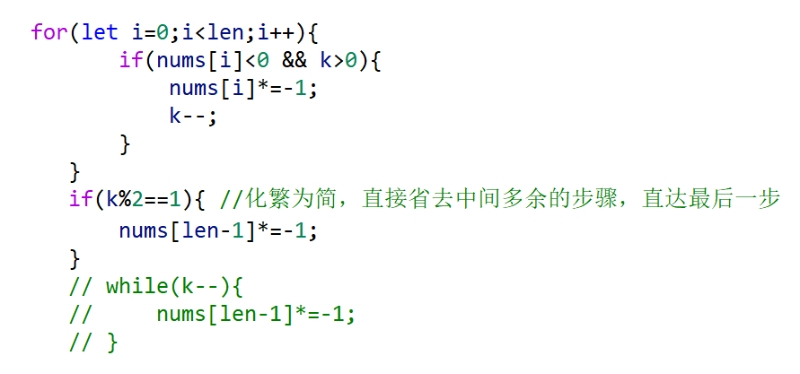 for(let i=0;i<len;i++){
if(nums[i]<0 && k>0){
nums[i]*=-1;
k--;
}
}
if(k%2==1){ //化繁为简，直接省去中间多余的步骤，直达最后一步
nums[len-1]*=-1;
}
// while(k--){
//     nums[len-1]*=-1;
// }